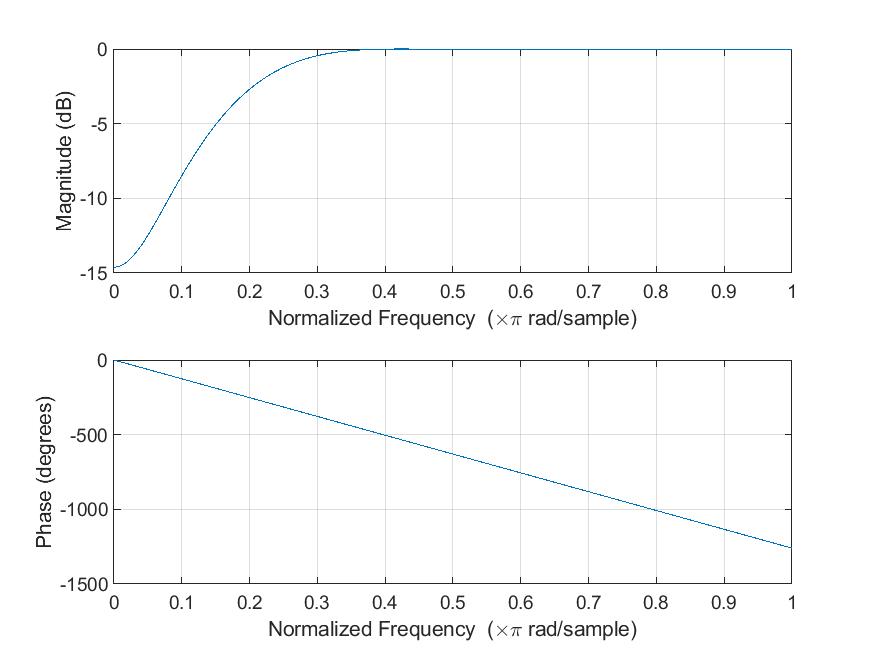 0
-5
-10
-15
Magnitude (dB)
0 0.1 0.2 0.3 0.4 0.5 0.6 0.7 0.8 0.9 1
Normalized Frequency (×π rad/sample)
0
-500
-1000
-1500
Phase (degrees)
0 0.1 0.2 0.3 0.4 0.5 0.6 0.7 0.8 0.9 1
Normalized Frequency (×π rad/sample)